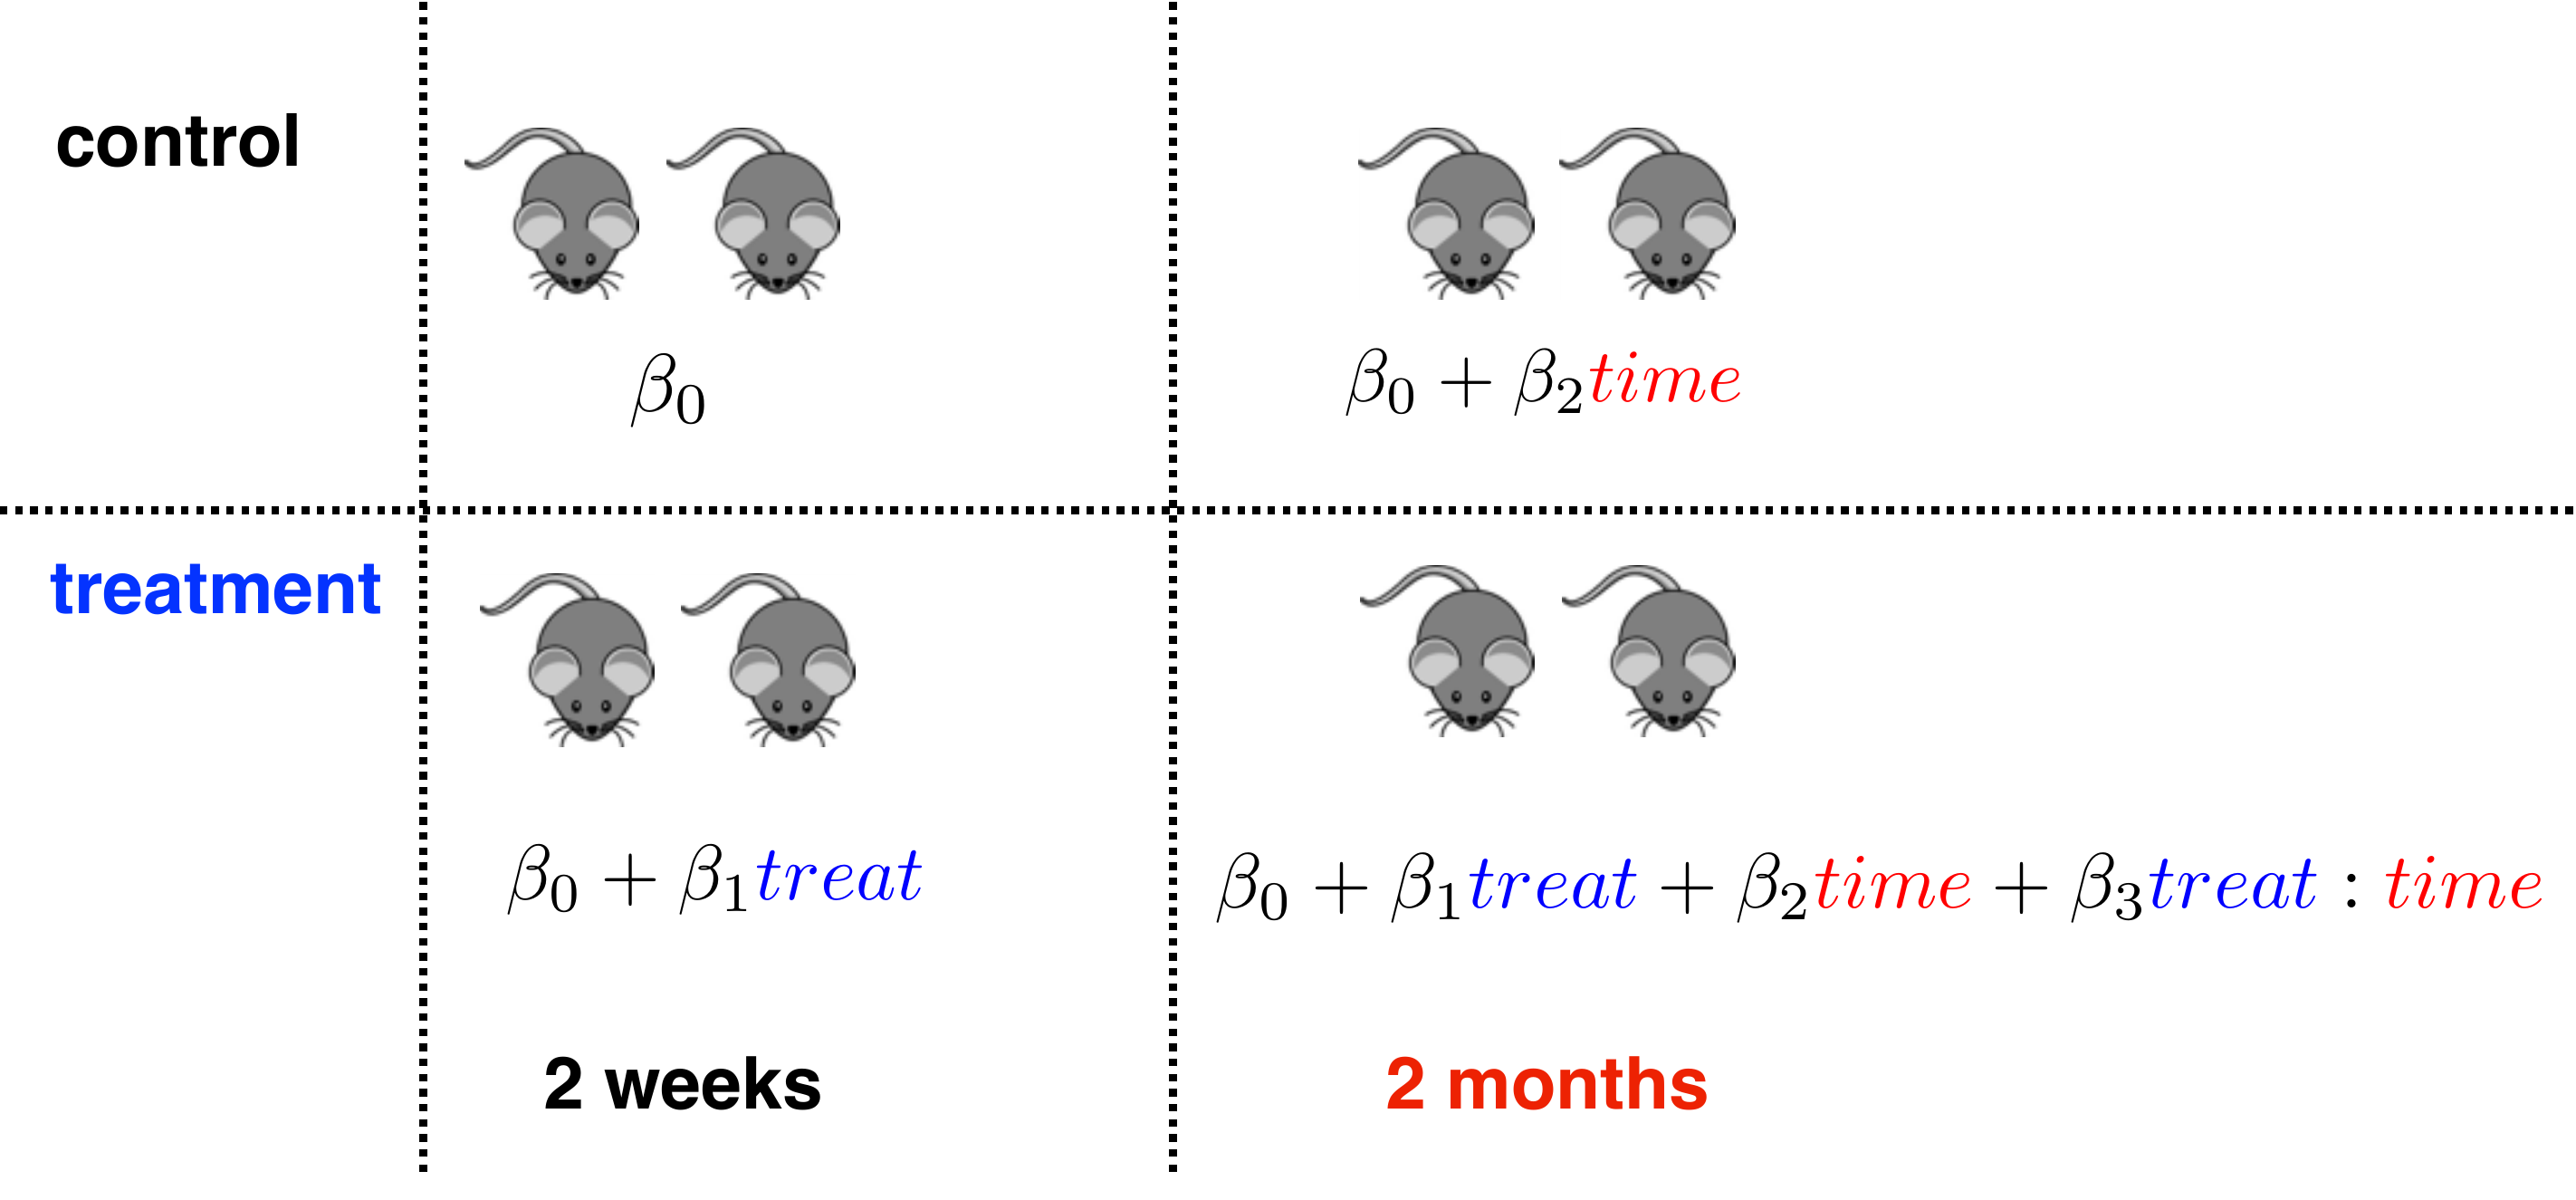 control
β₀
β₀ + β₂time
treatment
β₀ + β₁treat
β₀ + β₁treat + β₂time + β₃treat : time
2 weeks
2 months